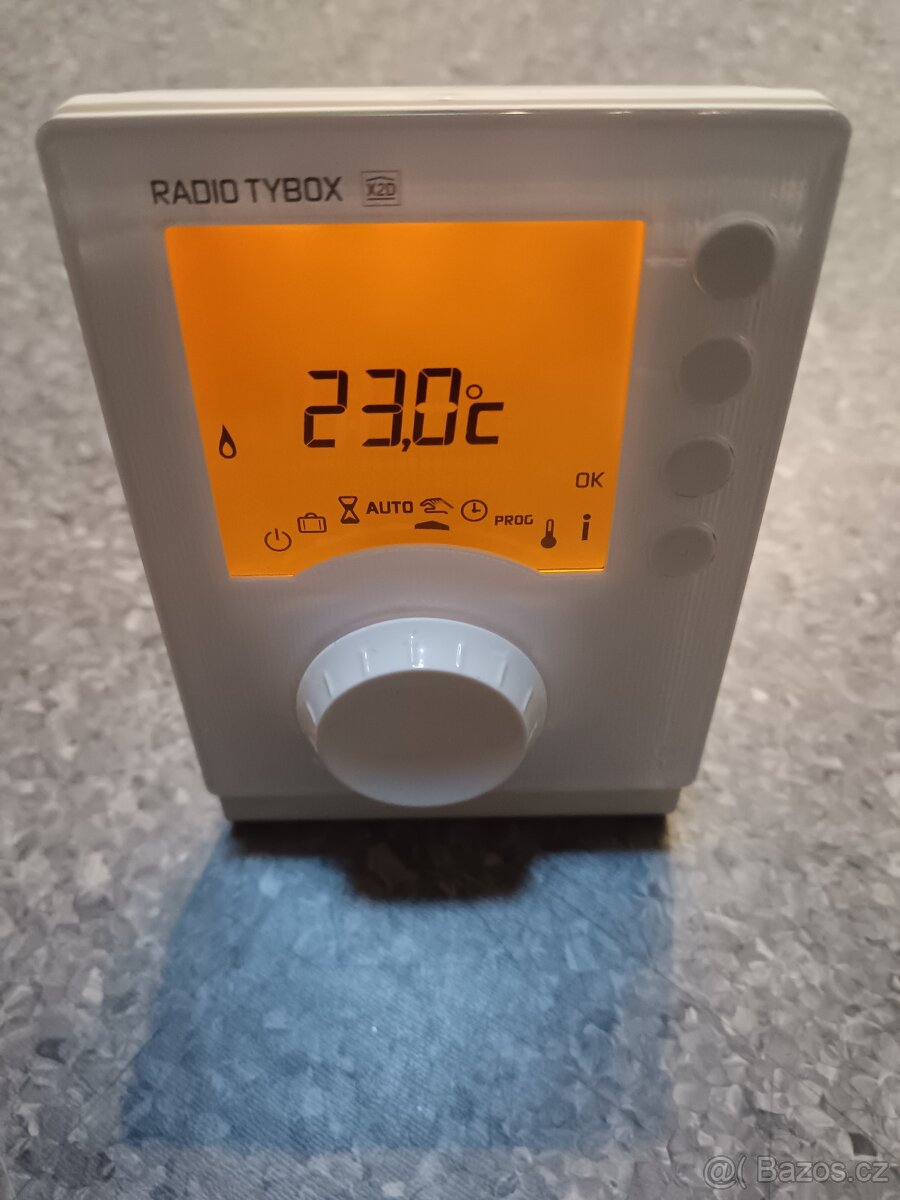 RADIO TYBOX X2D
23,0°c
OK
AUTO PROG i
@( Bazos.cz